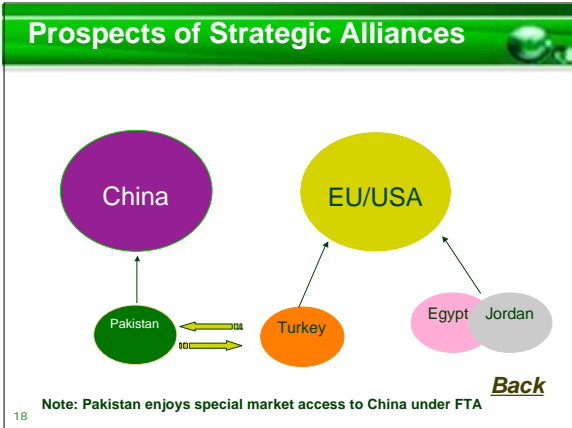 Prospects of Strategic Alliances
China
EU/USA
Pakistan
Turkey
Egypt
Jordan
Back
Note: Pakistan enjoys special market access to China under FTA
18